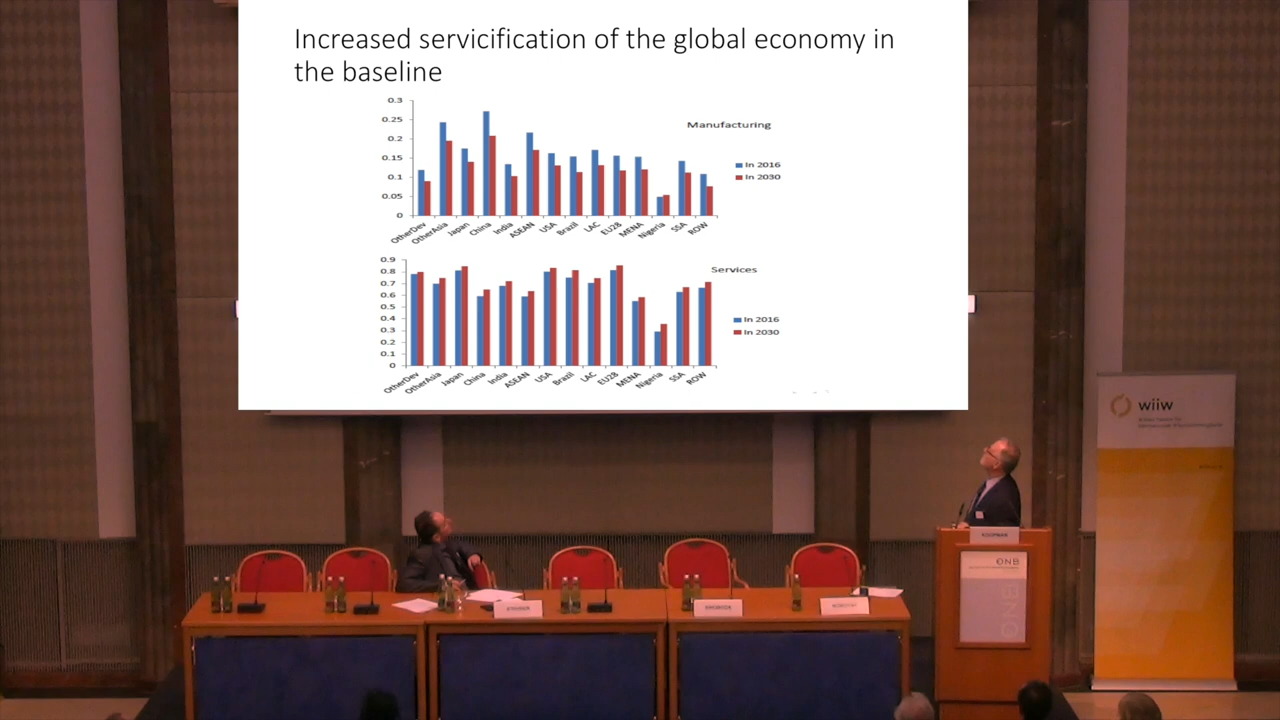 Increased servicification of the global economy in
the baseline
0.3
0.25
0.2
0.15
0.1
0.05
0
Manufacturing
In 2016
In 2030
OtherDev
OtherAsia
Japan
China
India
ASEAN
USA
Brazil
LAC
EU28
MENA
Nigeria
SSA
ROW
0.9
0.8
0.7
0.6
0.5
0.4
0.3
0.2
0.1
0
Services
In 2016
In 2030
OtherDev
OtherAsia
Japan
China
India
ASEAN
USA
Brazil
LAC
EU28
MENA
Nigeria
SSA
ROW
wiiw
KOOPMAN
ONB